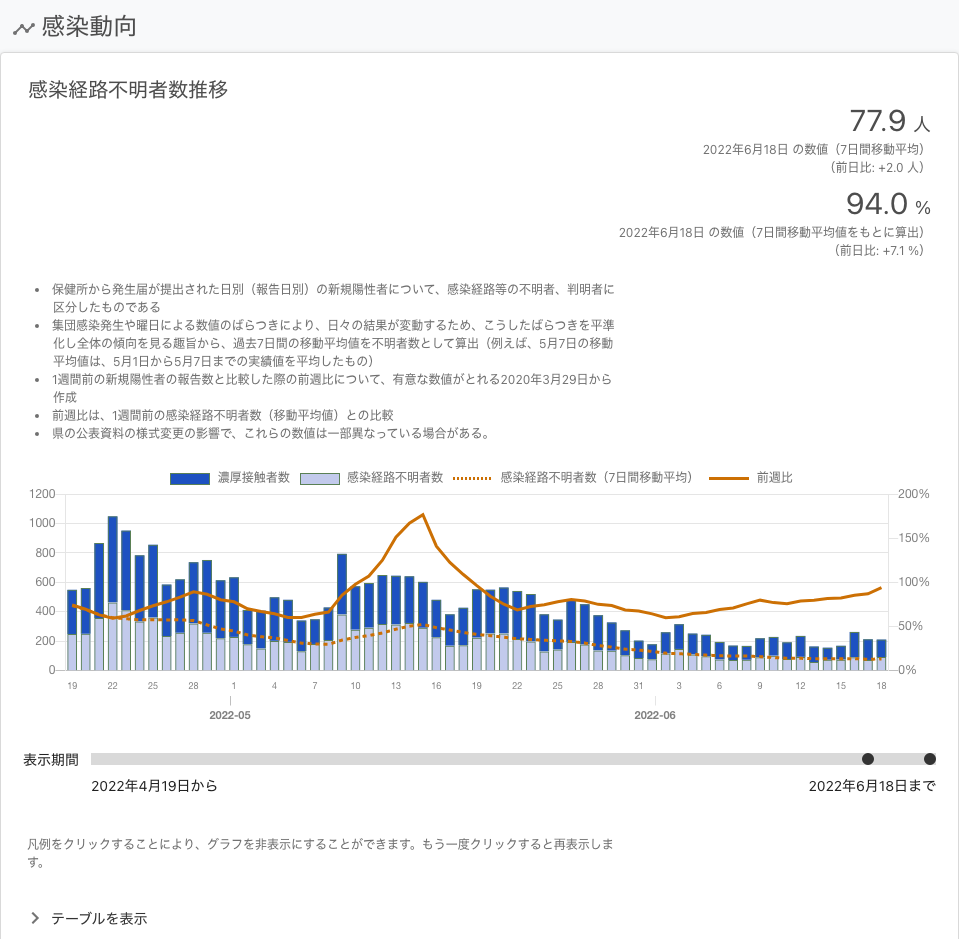 感染動向
感染経路不明者数推移
77.9 人
2022年6月18日 の数値（7日間移動平均）
（前日比: +2.0 人）
94.0 %
2022年6月18日 の数値（7日間移動平均値をもとに算出）
（前日比: +7.1 %）
• 保健所から発生届が提出された日別（報告日別）の新規陽性者について、感染経路等の不明者、判明者に
区分したものである
• 集団感染発生や曜日による数値のばらつきにより、日々の結果が変動するため、こうしたばらつきを平準
化し全体の傾向を見る趣旨から、過去7日間の移動平均値を不明者数として算出（例えば、5月7日の移動
平均値は、5月1日から5月7日までの実績値を平均したもの）
• 1週間前の新規陽性者の報告数と比較した際の前週比について、有意な数値がとれる2020年3月29日から
作成
• 前週比は、1週間前の感染経路不明者数（移動平均値）との比較
• 県の公表資料の様式変更の影響で、これらの数値は一部異なっている場合がある。
濃厚接触者数 感染経路不明者数 感染経路不明者数（7日間移動平均） 前週比
1200 200%
1000 150%
800
600 100%
400
200 50%
0 0%
19 22 25 28 1 4 7 10 13 16 19 22 25 28 31 3 6 9 12 15 18
2022-05 2022-06
表示期間
2022年4月19日から 2022年6月18日まで
凡例をクリックすることにより、グラフを非表示にすることができます。もう一度クリックすると再表示しま
す。
テーブルを表示